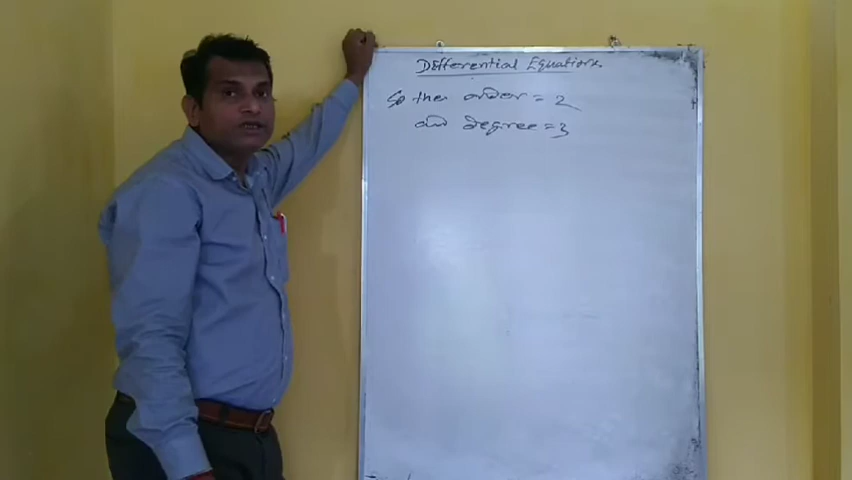 Differential Equations
So the order = 2
and degree = 3